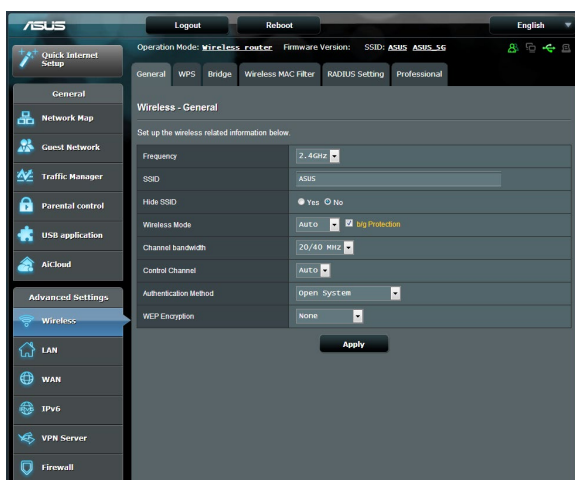 ASUS
Logout
Reboot
English
Operation Mode: Wireless router Firmware Version: SSID: ASUS ASUS_5G
Quick Internet Setup
General
WPS
Bridge
Wireless MAC Filter
RADIUS Setting
Professional
General
Network Map
Guest Network
Traffic Manager
Parental control
USB application
AiCloud
Advanced Settings
Wireless
LAN
WAN
IPv6
VPN Server
Firewall
Wireless - General
Set up the wireless related information below.
Frequency 2.4GHz
SSID ASUS
Hide SSID Yes No
Wireless Mode Auto b/g Protection
Channel bandwidth 20/40 MHz
Control Channel Auto
Authentication Method Open System
WEP Encryption None
Apply